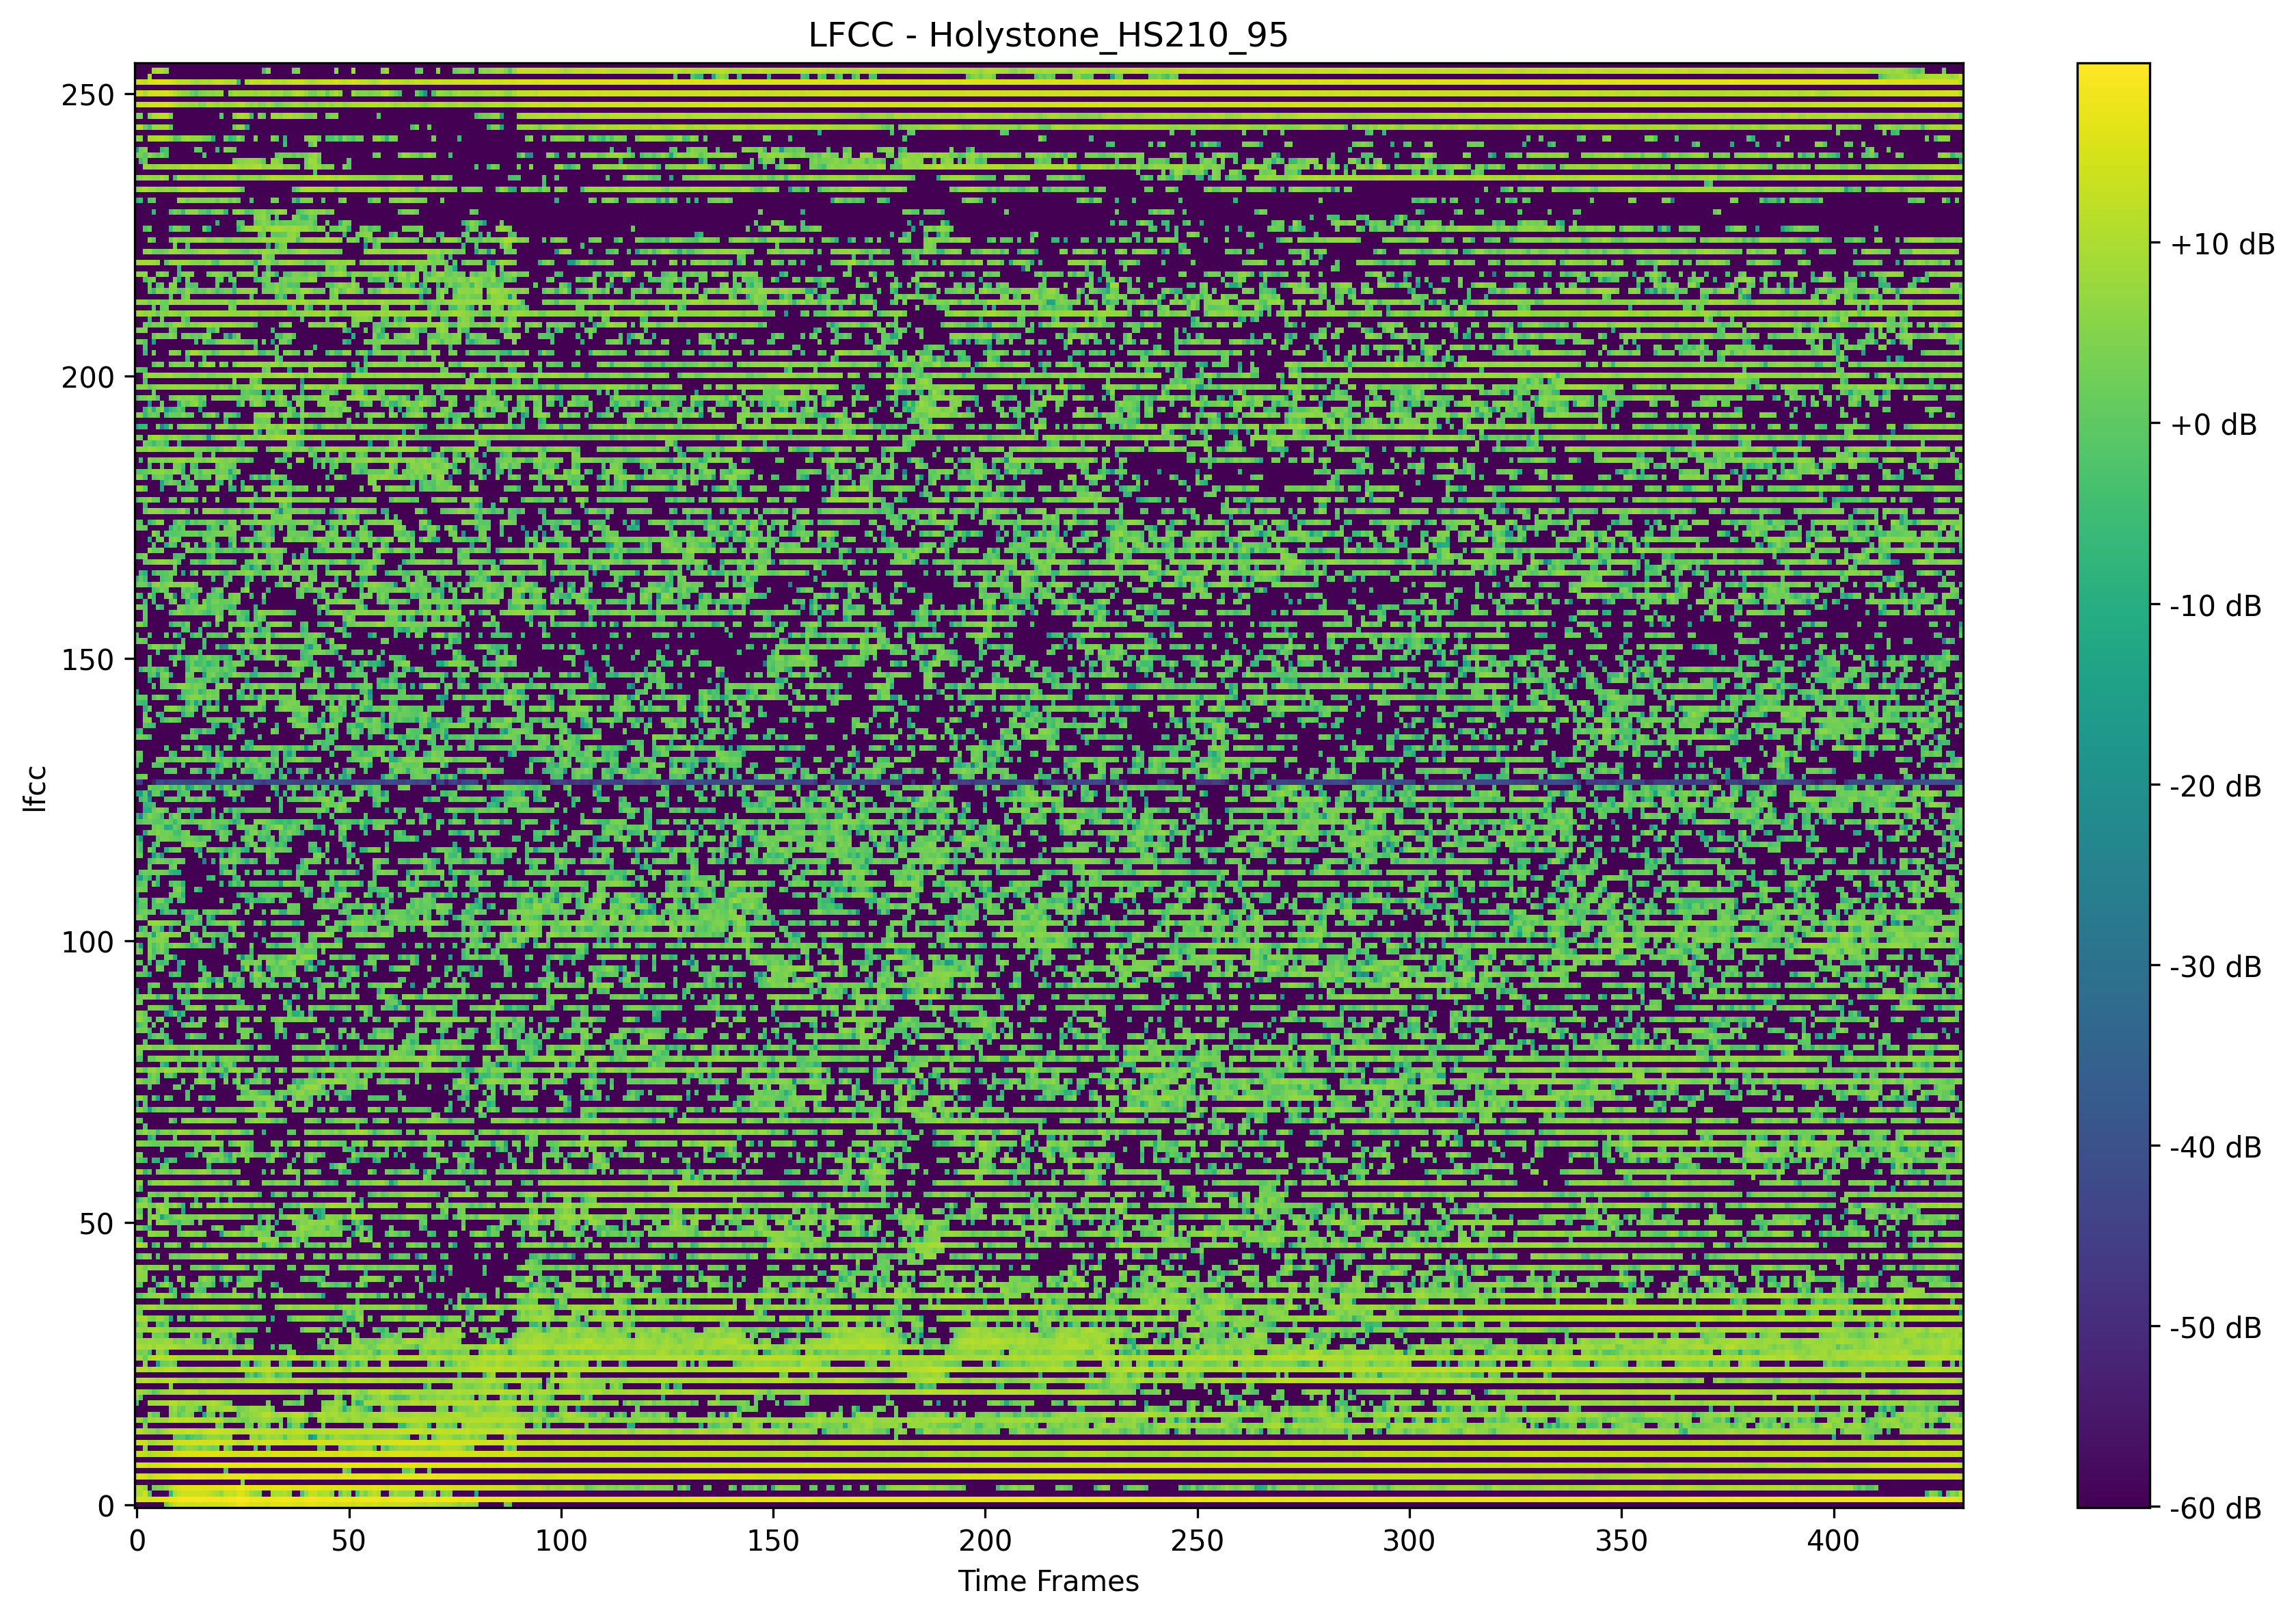 LFCC - Holystone_HS210_95
250
200
150
100
50
0
lfcc
0 50 100 150 200 250 300 350 400
Time Frames
+10 dB
+0 dB
-10 dB
-20 dB
-30 dB
-40 dB
-50 dB
-60 dB